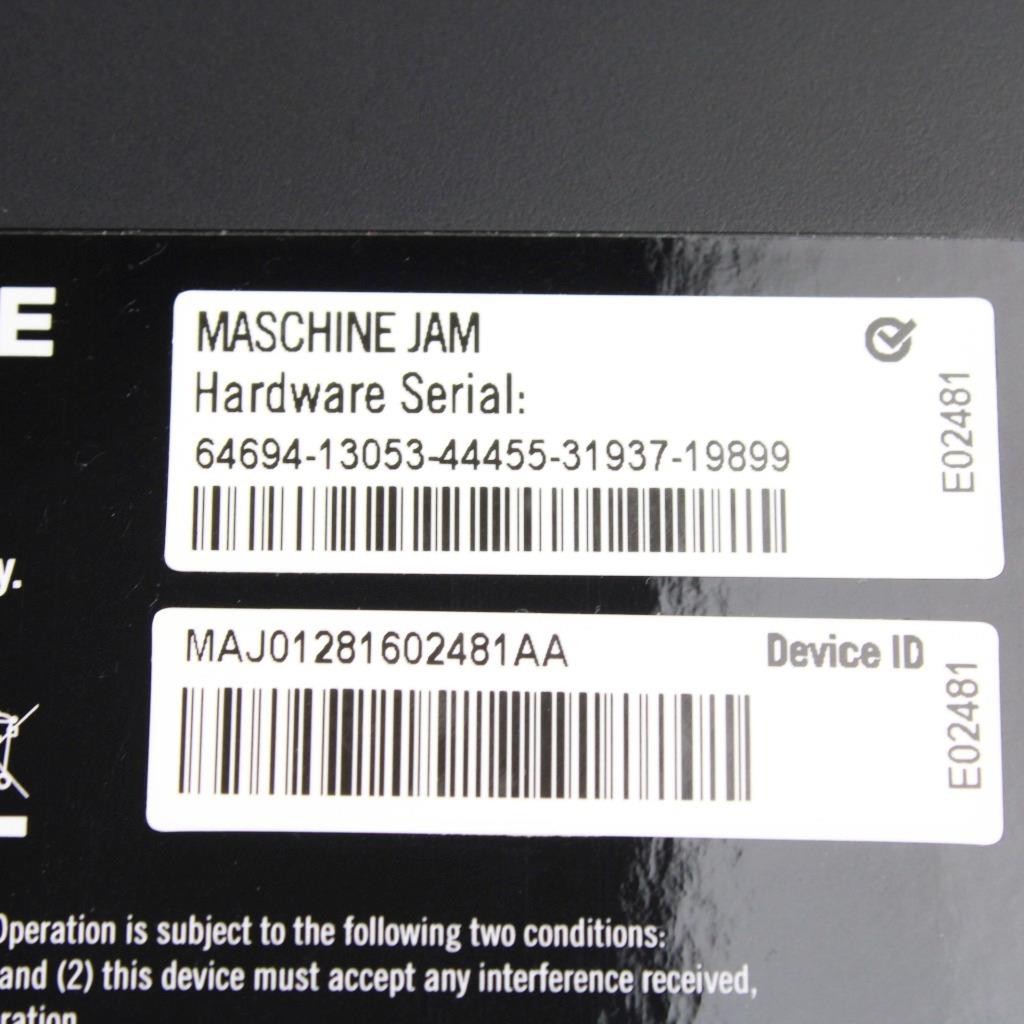 E
MASCHINE JAM
Hardware Serial:
64694-13053-44455-31937-19899
E02481
y.
MAJ01281602481AA
Device ID
E02481
Operation is subject to the following two conditions:
and (2) this device must accept any interference received,